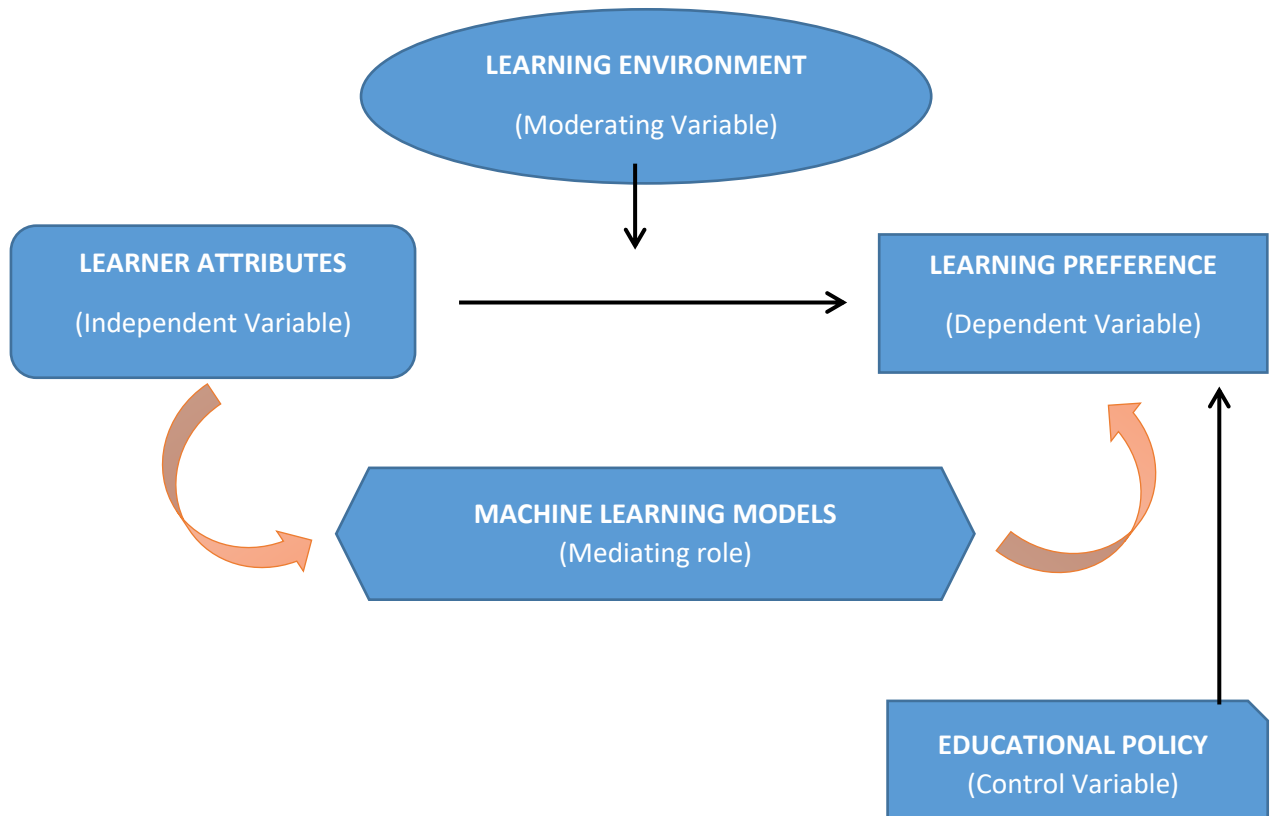 LEARNING ENVIRONMENT
(Moderating Variable)
LEARNER ATTRIBUTES
(Independent Variable)
LEARNING PREFERENCE
(Dependent Variable)
MACHINE LEARNING MODELS
(Mediating role)
EDUCATIONAL POLICY
(Control Variable)